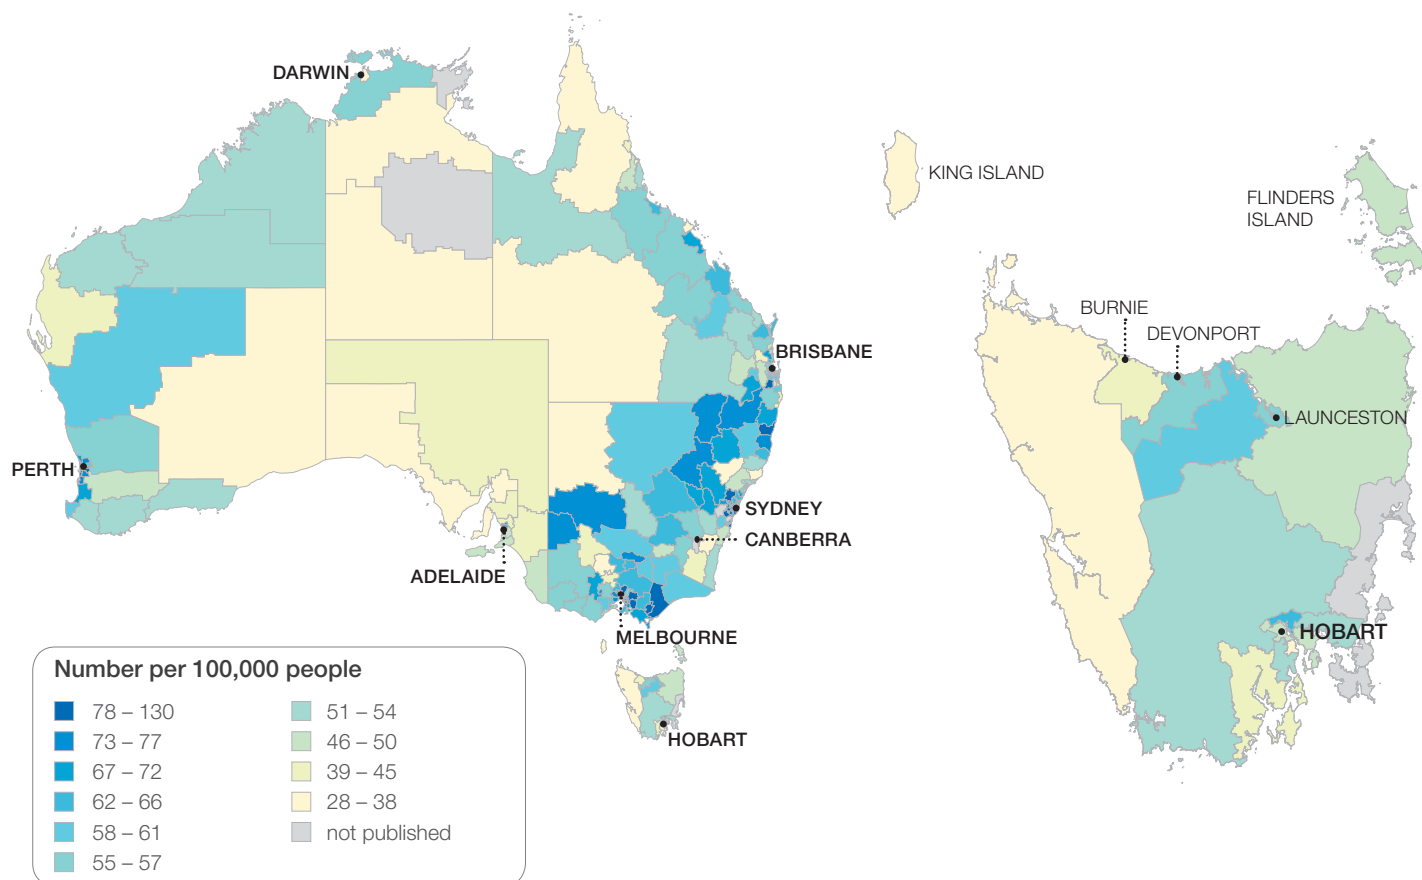 DARWIN
KING ISLAND
FLINDERS
ISLAND
BURNIE
DEVONPORT
BRISBANE
LAUNCESTON
PERTH
SYDNEY
CANBERRA
ADELAIDE
MELBOURNE
HOBART
HOBART
Number per 100,000 people
78 – 130
73 – 77
67 – 72
62 – 66
58 – 61
55 – 57
51 – 54
46 – 50
39 – 45
28 – 38
not published